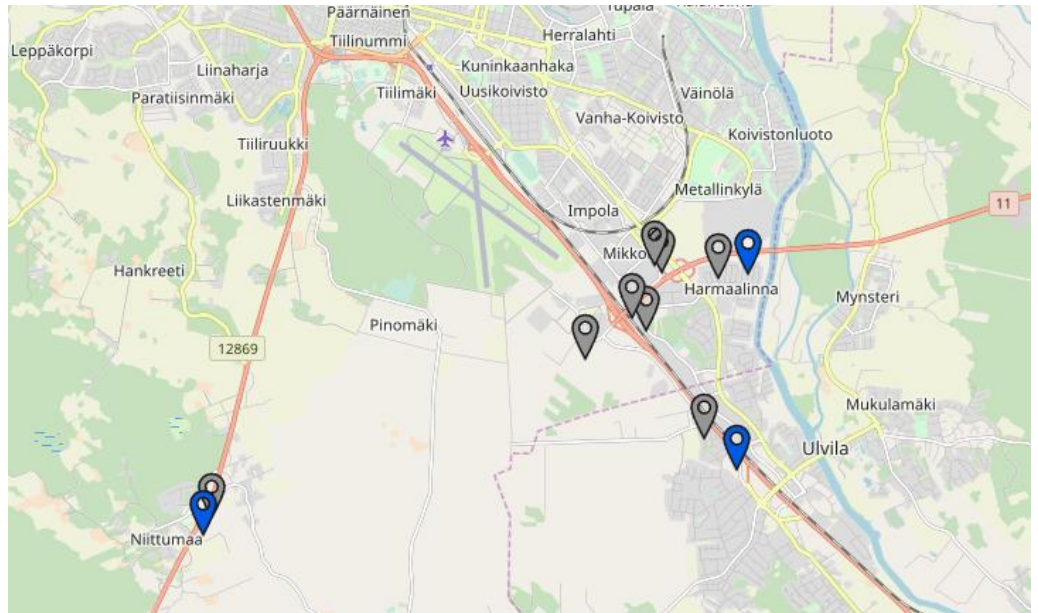 Päärnäinen
Herralahti
Tiilinummi
Leppäkorpi
Liinaharja
Kuninkaanhaka
Paratiisinmäki
Tiilimäki
Uusikoivisto
Väinölä
Vanha-Koivisto
Koivistonluoto
Tiiliruukki
Metallinkylä
Liikastenmäki
Impola
11
Hankreeti
Harmaalinna
Mynsteri
Pinomäki
12869
Mukulamäki
Ulvila
Niittumaa